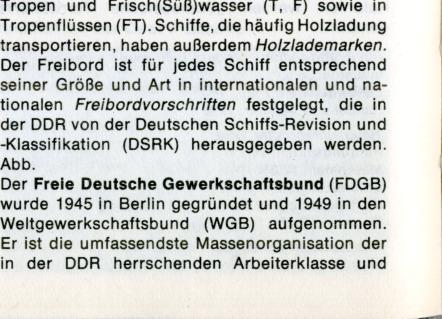 Tropen und Frisch(Süß)wasser (T, F) sowie in
Tropenflüssen (FT). Schiffe, die häufig Holzladung
transportieren, haben außerdem Holzlademarken.
Der Freibord ist für jedes Schiff entsprechend
seiner Größe und Art in internationalen und na-
tionalen Freibordvorschriften festgelegt, die in
der DDR von der Deutschen Schiffs-Revision und
-Klassifikation (DSRK) herausgegeben werden.
Abb.
Der Freie Deutsche Gewerkschaftsbund (FDGB)
wurde 1945 in Berlin gegründet und 1949 in den
Weltgewerkschaftsbund (WGB) aufgenommen.
Er ist die umfassendste Massenorganisation der
in der DDR herrschenden Arbeiterklasse und